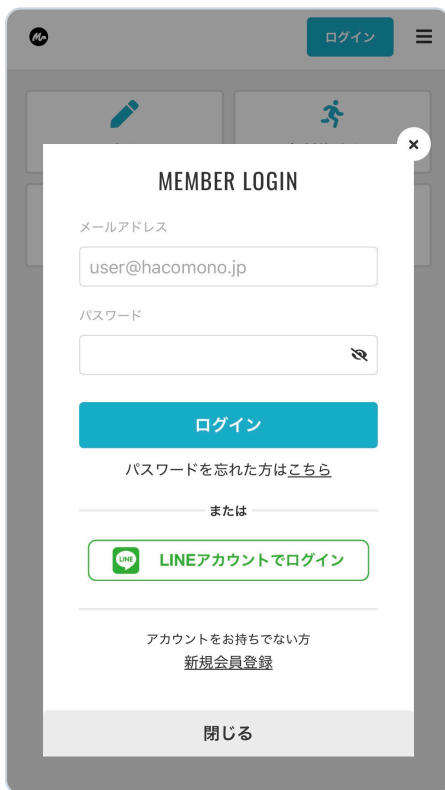 ログイン
MEMBER LOGIN
メールアドレス
user@hacomono.jp
パスワード
ログイン
パスワードを忘れた方はこちら
または
LINE
LINEアカウントでログイン
アカウントをお持ちでない方
新規会員登録
閉じる